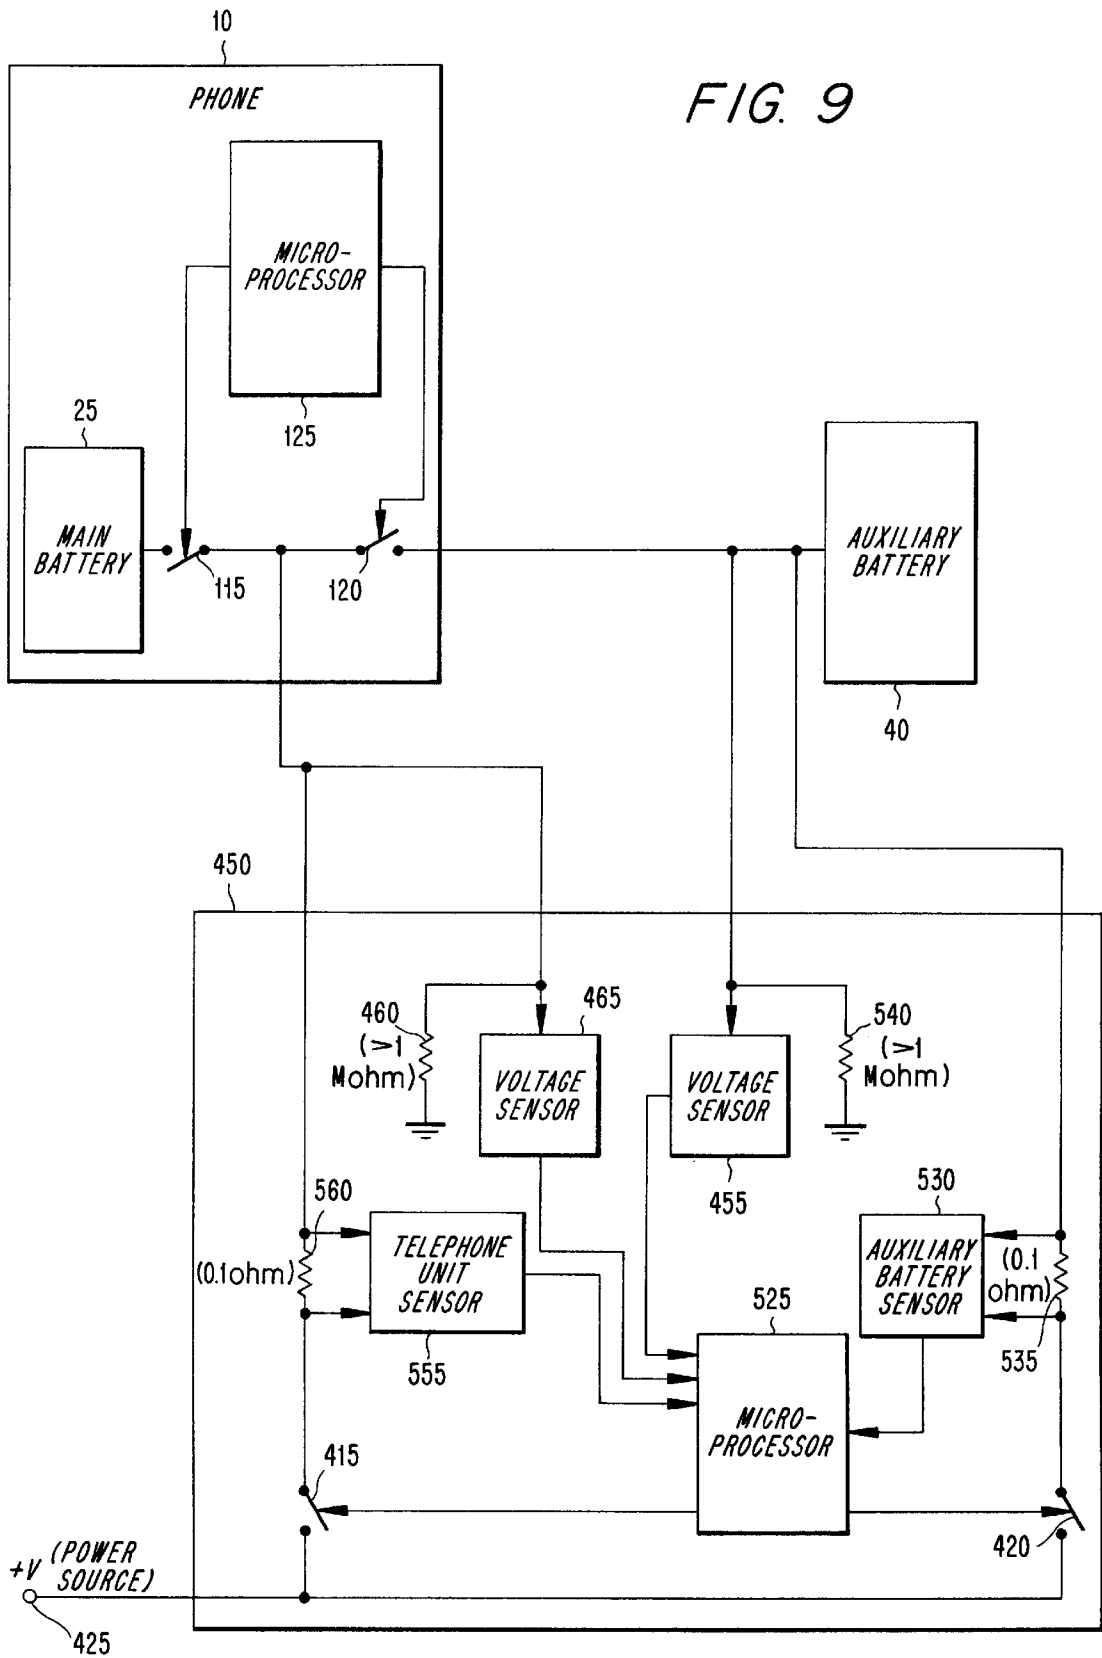 10
PHONE
FIG. 9
MICRO-
PROCESSOR
125
25
MAIN
BATTERY
115
120
AUXILIARY
BATTERY
40
450
460
(>1
Mohm)
465
VOLTAGE
SENSOR
VOLTAGE
SENSOR
455
540
(>1
Mohm)
560
(0.1ohm)
TELEPHONE
UNIT
SENSOR
555
530
AUXILIARY
BATTERY
SENSOR
(0.1
ohm)
535
525
MICRO-
PROCESSOR
415
420
+V (POWER
SOURCE)
425